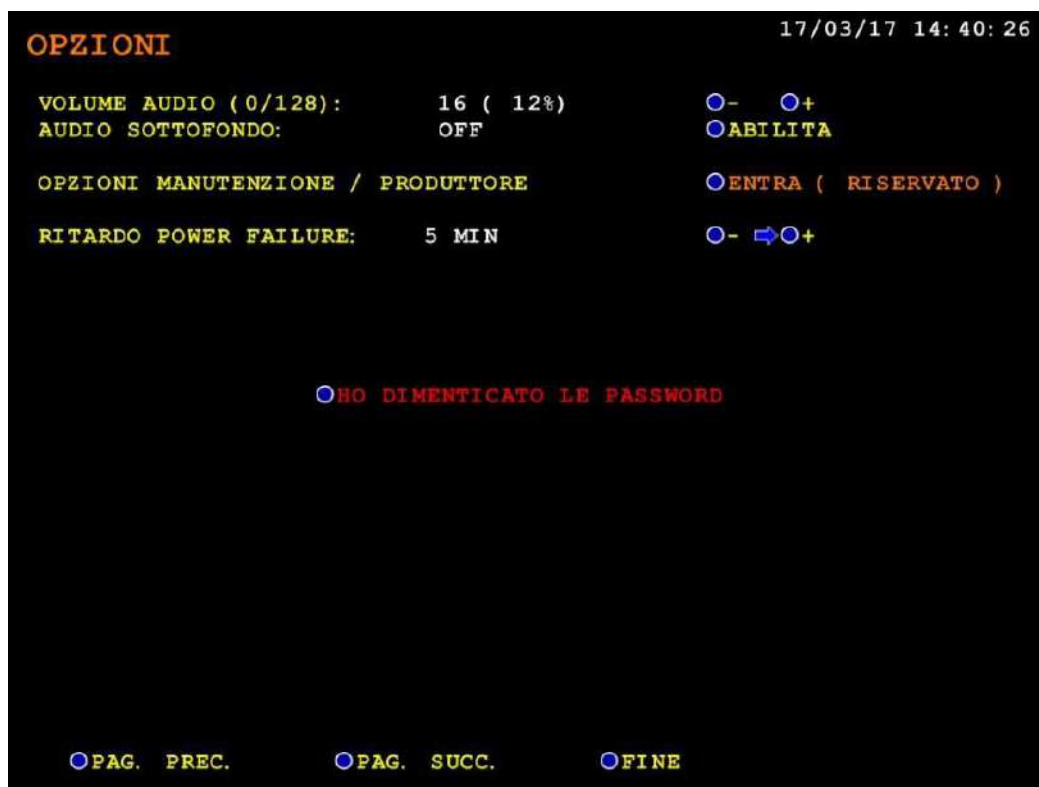 17/03/17 14:40:26
OPZIONI
VOLUME AUDIO (0/128): 16 ( 12%) - +
AUDIO SOTTOFONDO: OFF ABILITA
OPZIONI MANUTENZIONE / PRODUTTORE ENTRA ( RISERVATO )
RITARDO POWER FAILURE: 5 MIN - +
HO DIMENTICATO LE PASSWORD
PAG. PREC. PAG. SUCC. FINE